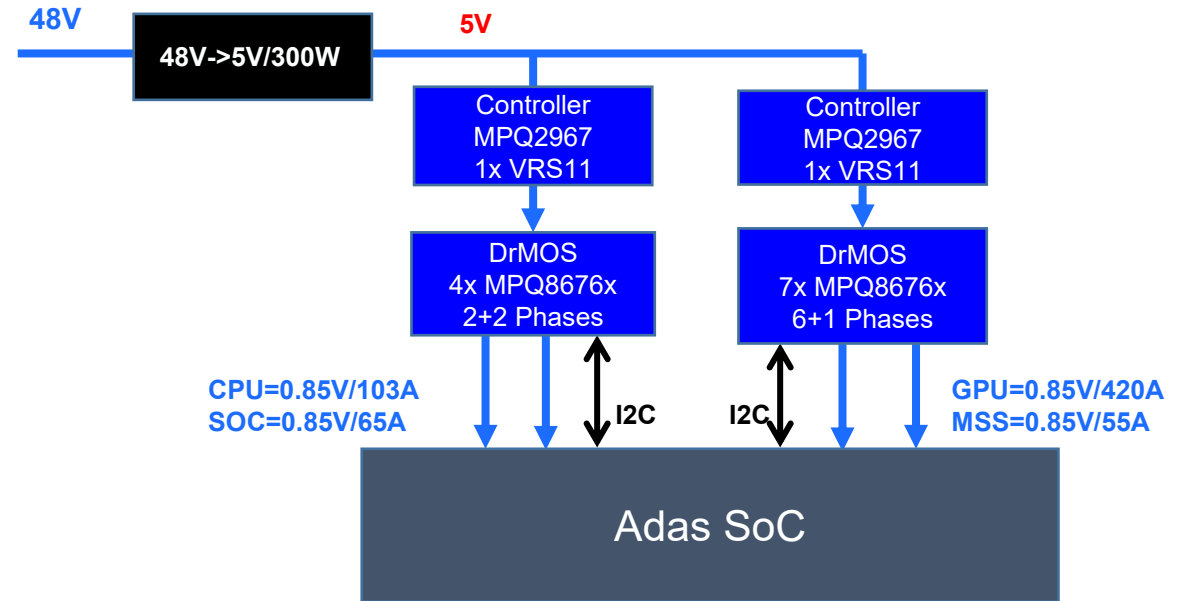 48V
5V
48V->5V/300W
Controller
MPQ2967
1x VRS11
Controller
MPQ2967
1x VRS11
DrMOS
4x MPQ8676x
2+2 Phases
DrMOS
7x MPQ8676x
6+1 Phases
CPU=0.85V/103A
SOC=0.85V/65A
I2C
I2C
GPU=0.85V/420A
MSS=0.85V/55A
Adas SoC